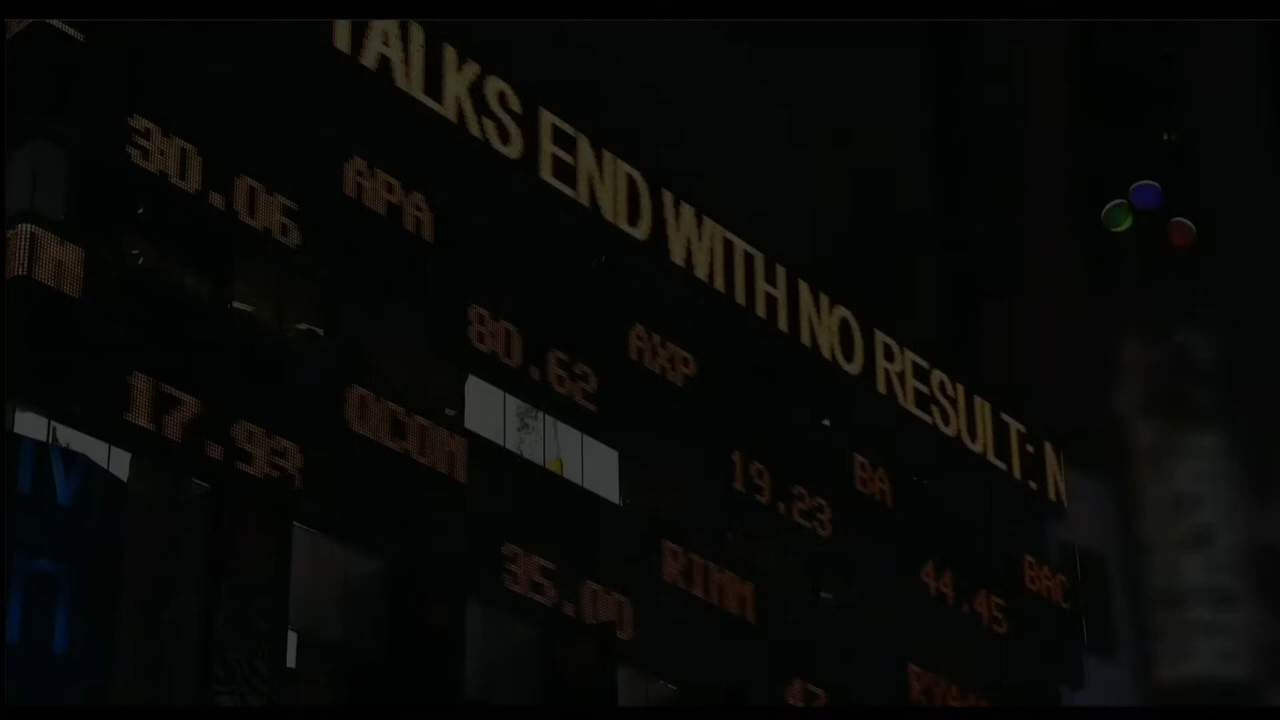 TALKS END WITH NO RESULT: N
30.06 APA
80.62 AXP
19.23 BA
44.45 BAC
17.93 QCOM
35.00 RIMM